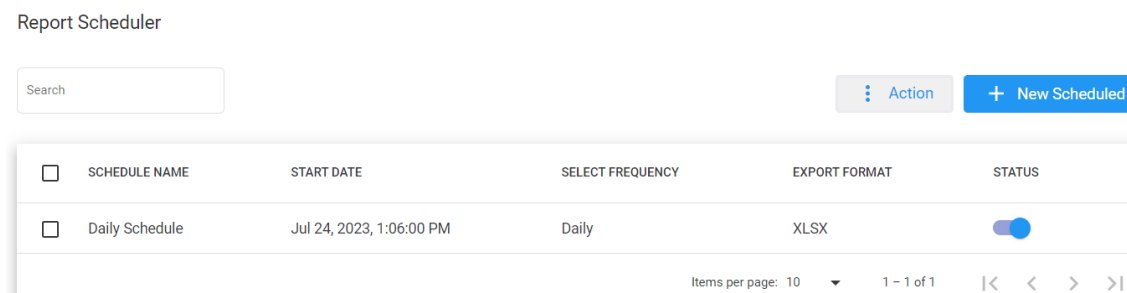 Report Scheduler
Search
Action
+ New Scheduled
SCHEDULE NAME START DATE SELECT FREQUENCY EXPORT FORMAT STATUS
Daily Schedule Jul 24, 2023, 1:06:00 PM Daily XLSX
Items per page: 10 1 – 1 of 1